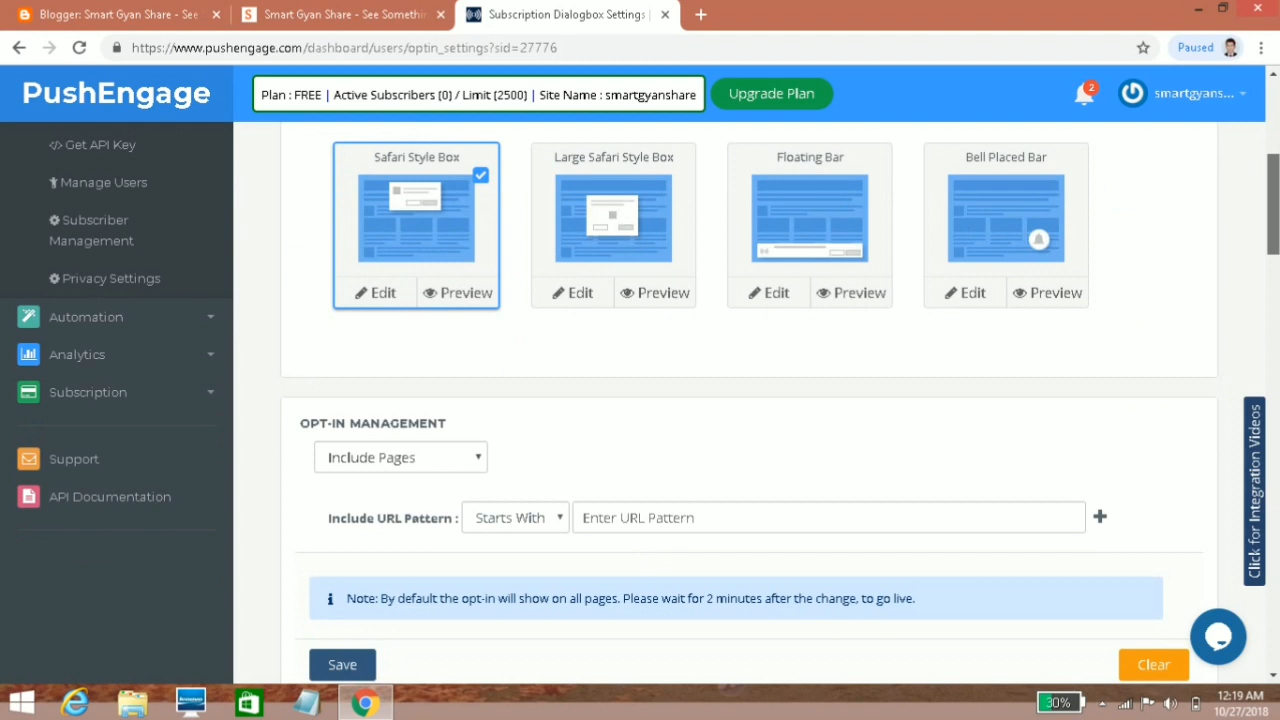 Blogger: Smart Gyan Share - See
Smart Gyan Share - See Somethin
Subscription Dialogbox Settings |
https://www.pushengage.com/dashboard/users/optin_settings?sid=27776
Paused
PushEngage
Plan : FREE | Active Subscribers [0] / Limit [2500] | Site Name : smartgyanshare
Upgrade Plan
2
smartgyans...
</> Get API Key
Manage Users
Subscriber
Management
Privacy Settings
Automation
Analytics
Subscription
Support
API Documentation
Safari Style Box
Large Safari Style Box
Floating Bar
Bell Placed Bar
Edit
Preview
Edit
Preview
Edit
Preview
Edit
Preview
OPT-IN MANAGEMENT
Include Pages
Include URL Pattern :
Starts With
Enter URL Pattern
Note: By default the opt-in will show on all pages. Please wait for 2 minutes after the change, to go live.
Save
Clear
Click for Integration Videos
30%
12:19 AM
10/27/2018